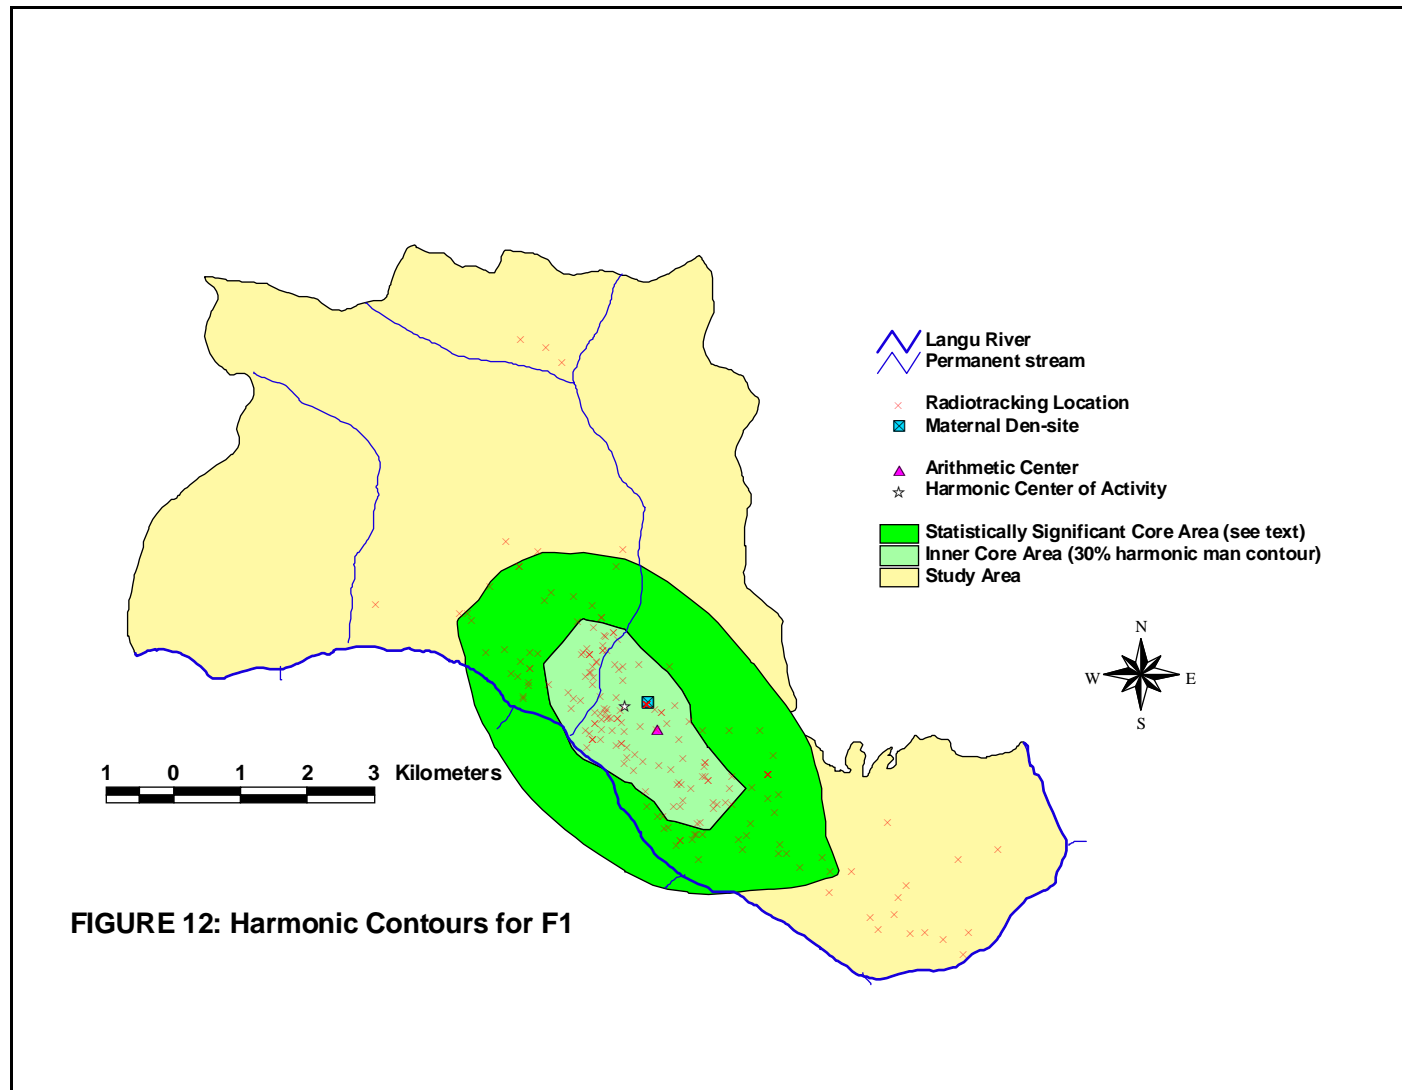 Langu River
Permanent stream
Radiotracking Location
Maternal Den-site
Arithmetic Center
Harmonic Center of Activity
Statistically Significant Core Area (see text)
Inner Core Area (30% harmonic man contour)
Study Area
N
W E
S
1 0 1 2 3 Kilometers
FIGURE 12: Harmonic Contours for F1